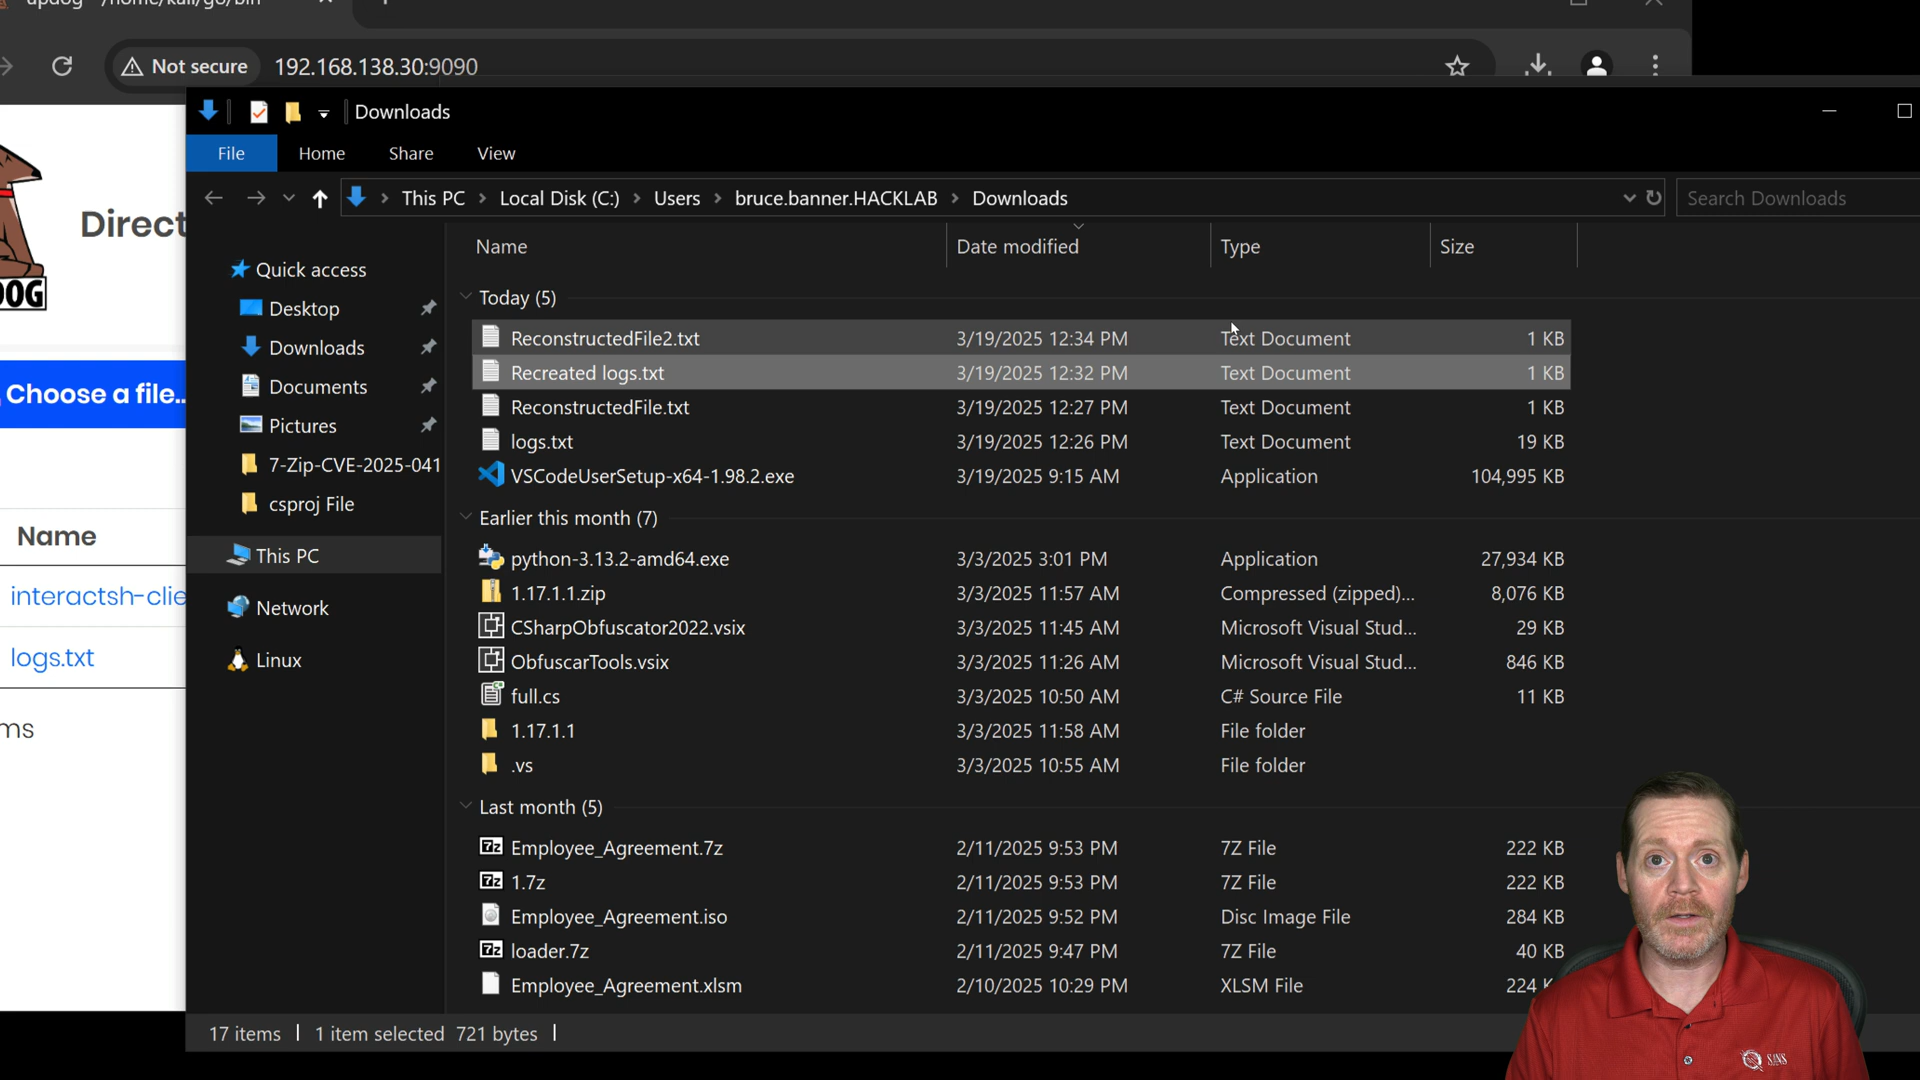 updog - /home/kali/go/bin
Not secure 192.168.138.30:9090
Direct
OG
Choose a file..
Name
interactsh-clie
logs.txt
ms
Downloads
File Home Share View
This PC Local Disk (C:) Users bruce.banner.HACKLAB Downloads
Search Downloads
Quick access
Desktop
Downloads
Documents
Pictures
7-Zip-CVE-2025-041
csproj File
This PC
Network
Linux
Name Date modified Type Size
Today (5)
ReconstructedFile2.txt 3/19/2025 12:34 PM Text Document 1 KB
Recreated logs.txt 3/19/2025 12:32 PM Text Document 1 KB
ReconstructedFile.txt 3/19/2025 12:27 PM Text Document 1 KB
logs.txt 3/19/2025 12:26 PM Text Document 19 KB
VSCodeUserSetup-x64-1.98.2.exe 3/19/2025 9:15 AM Application 104,995 KB
Earlier this month (7)
python-3.13.2-amd64.exe 3/3/2025 3:01 PM Application 27,934 KB
1.17.1.1.zip 3/3/2025 11:57 AM Compressed (zipped)... 8,076 KB
CSharpObfuscator2022.vsix 3/3/2025 11:45 AM Microsoft Visual Stud... 29 KB
ObfuscarTools.vsix 3/3/2025 11:26 AM Microsoft Visual Stud... 846 KB
full.cs 3/3/2025 10:50 AM C# Source File 11 KB
1.17.1.1 3/3/2025 11:58 AM File folder
.vs 3/3/2025 10:55 AM File folder
Last month (5)
Employee_Agreement.7z 2/11/2025 9:53 PM 7Z File 222 KB
1.7z 2/11/2025 9:53 PM 7Z File 222 KB
Employee_Agreement.iso 2/11/2025 9:52 PM Disc Image File 284 KB
loader.7z 2/11/2025 9:47 PM 7Z File 40 KB
Employee_Agreement.xlsm 2/10/2025 10:29 PM XLSM File 224 K
17 items 1 item selected 721 bytes
SANS